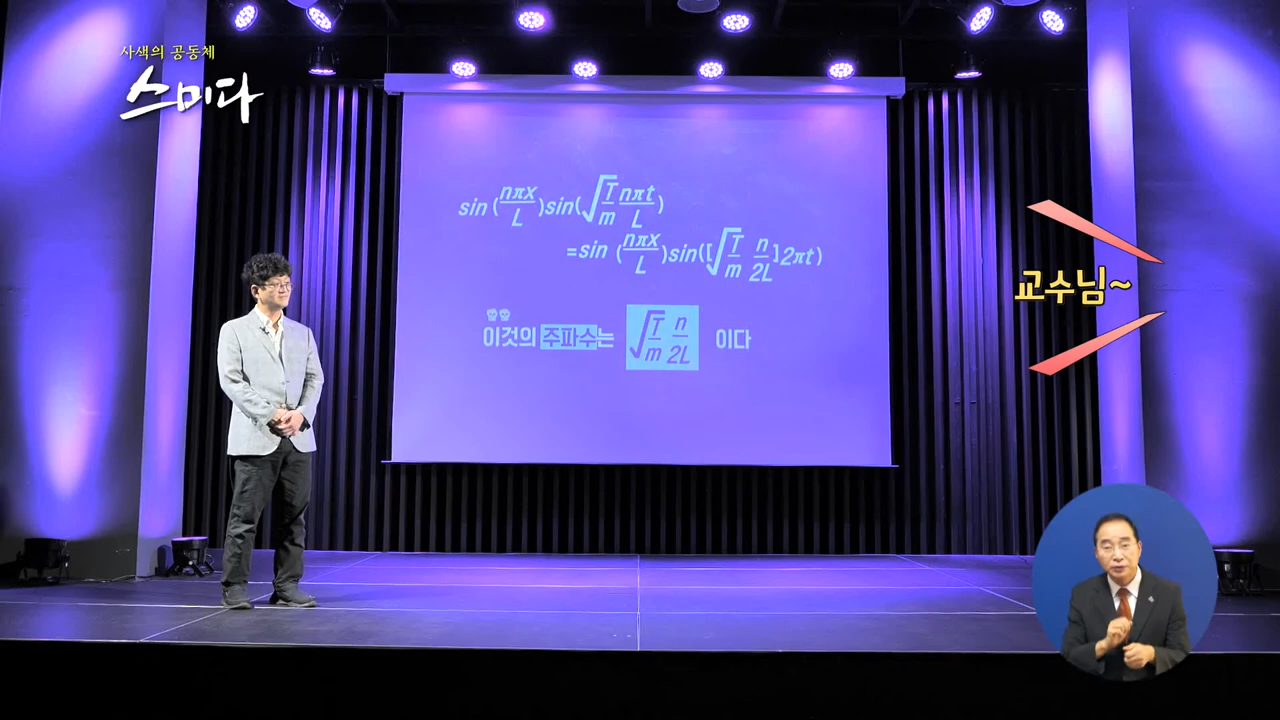 사색의 공동체
스미다
sin (nπx/L)sin(√T/m nπt/L)
=sin (nπx/L)sin([√T/m n/2L]2πt)
교수님~
이것의 주파수는 √T/m n/2L 이다